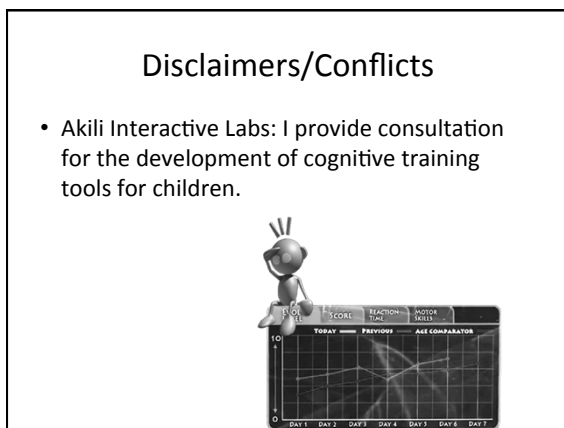 Disclaimers/Conflicts
• Akili Interactive Labs: I provide consultation
for the development of cognitive training
tools for children.
SCORE REACTION TIME MOTOR SKILLS
TODAY PREVIOUS AGE COMPARATOR
10
0
DAY 1 DAY 2 DAY 3 DAY 4 DAY 5 DAY 6 DAY 7